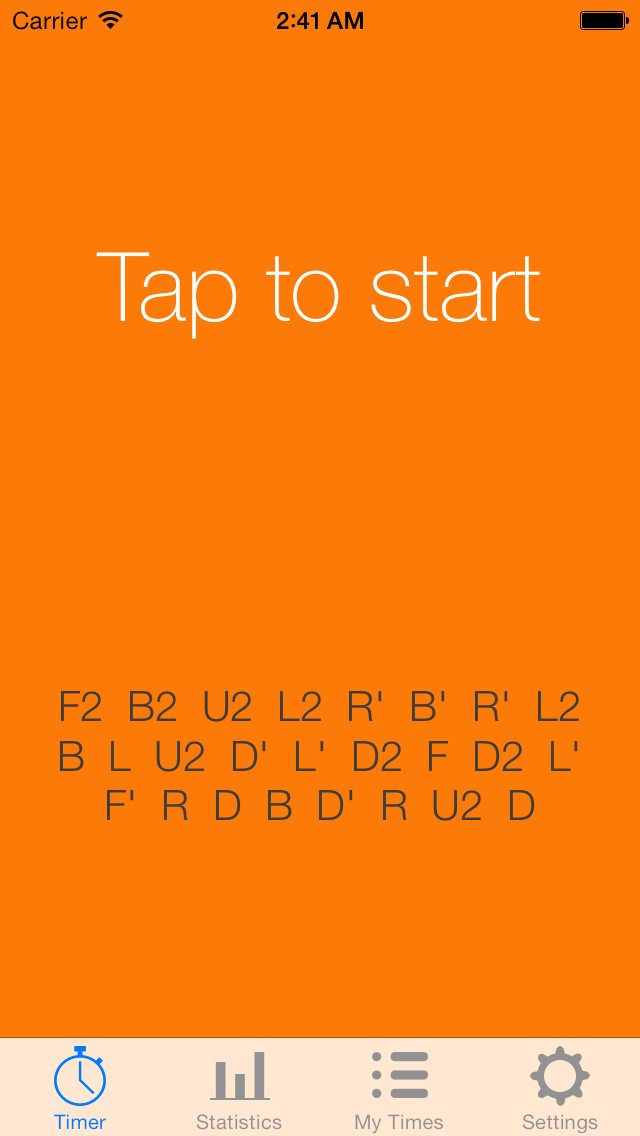 Carrier 2:41 AM
Tap to start
F2 B2 U2 L2 R' B' R' L2
B L U2 D' L' D2 F D2 L'
F' R D B D' R U2 D
Timer Statistics My Times Settings